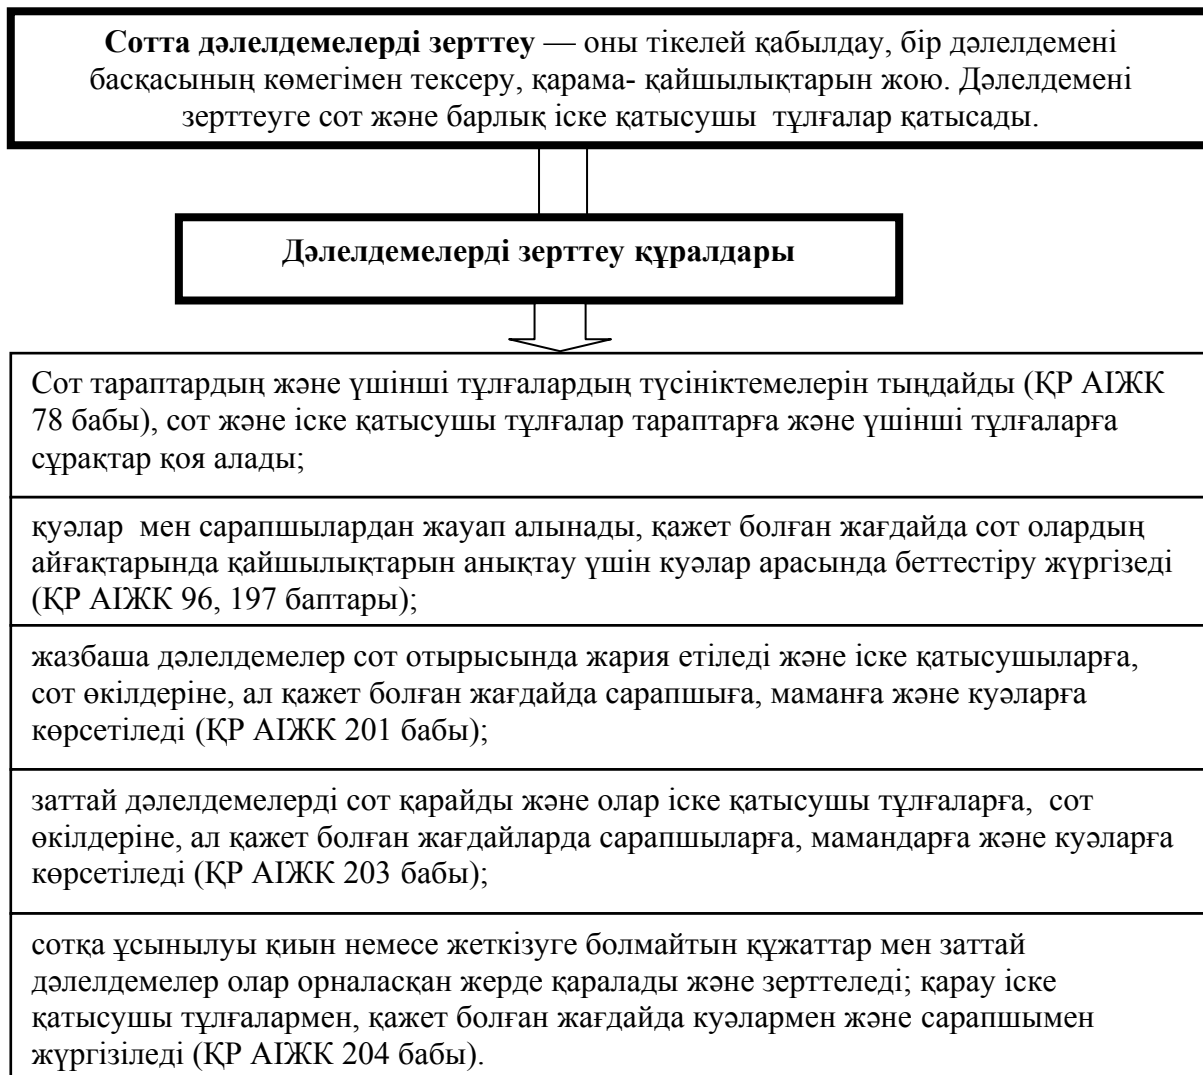 Сотта дәлелдемелерді зерттеу — оны тікелей қабылдау, бір дәлелдемені
басқасының көмегімен тексеру, қарама- қайшылықтарын жою. Дәлелдемені
зерттеуге сот және барлық іске қатысушы тұлғалар қатысады.
Дәлелдемелерді зерттеу құралдары
Сот тараптардың және үшінші тұлғалардың түсініктемелерін тыңдайды (ҚР АІЖК
78 бабы), сот және іске қатысушы тұлғалар тараптарға және үшінші тұлғаларға
сұрақтар қоя алады;
қуәлар мен сарапшылардан жауап алынады, қажет болған жағдайда сот олардың
айғақтарында қайшылықтарын анықтау үшін куәлар арасында беттестіру жүргізеді
(ҚР АІЖК 96, 197 баптары);
жазбаша дәлелдемелер сот отырысында жария етіледі және іске қатысушыларға,
сот өкілдеріне, ал қажет болған жағдайда сарапшыға, маманға және куәларға
көрсетіледі (ҚР АІЖК 201 бабы);
заттай дәлелдемелерді сот қарайды және олар іске қатысушы тұлғаларға, сот
өкілдеріне, ал қажет болған жағдайларда сарапшыларға, мамандарға және куәларға
көрсетіледі (ҚР АІЖК 203 бабы);
сотқа ұсынылуы қиын немесе жеткізуге болмайтын құжаттар мен заттай
дәлелдемелер олар орналасқан жерде қаралады және зерттеледі; қарау іске
қатысушы тұлғалармен, қажет болған жағдайда куәлармен және сарапшымен
жүргізіледі (ҚР АІЖК 204 бабы).